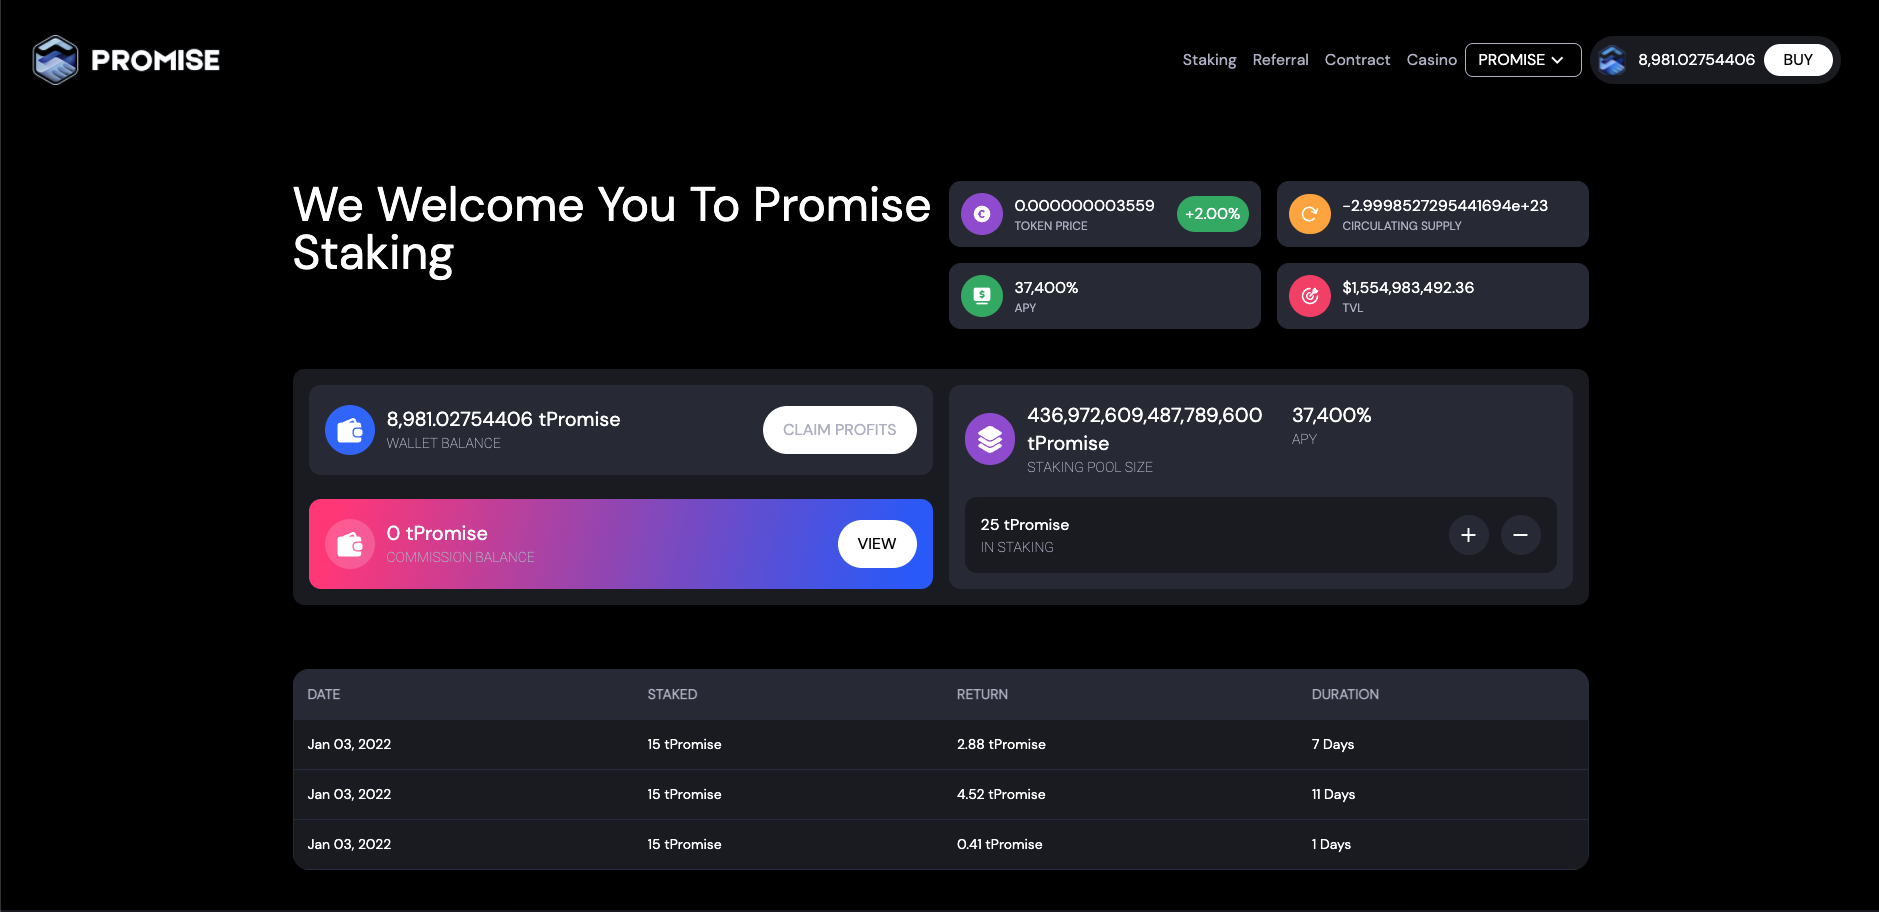 PROMISE
Staking Referral Contract Casino PROMISE 8,981.02754406 BUY
We Welcome You To Promise
Staking
0.000000003559
TOKEN PRICE
+2.00%
-2.9998527295441694e+23
CIRCULATING SUPPLY
37,400%
APY
$1,554,983,492.36
TVL
8,981.02754406 tPromise
WALLET BALANCE
CLAIM PROFITS
0 tPromise
COMMISSION BALANCE
VIEW
436,972,609,487,789,600
tPromise
STAKING POOL SIZE
37,400%
APY
25 tPromise
IN STAKING
DATE STAKED RETURN DURATION
Jan 03, 2022 15 tPromise 2.88 tPromise 7 Days
Jan 03, 2022 15 tPromise 4.52 tPromise 11 Days
Jan 03, 2022 15 tPromise 0.41 tPromise 1 Days